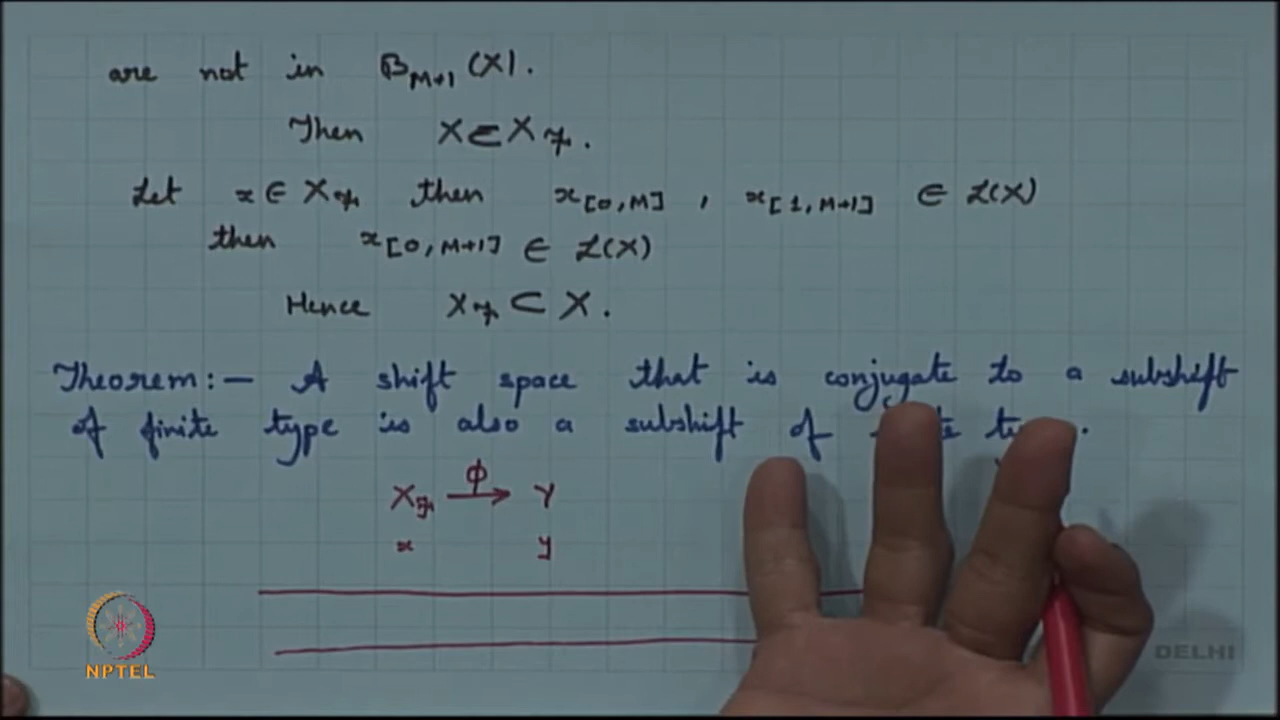 are not in B_{M+1}(X).
Then X ⊂ X_F.
Let x ∈ X_F, then x_{[0,M]}, x_{[1,M+1]} ∈ L(X)
then x_{[0,M+1]} ∈ L(X)
Hence X_F ⊂ X.
Theorem:- A shift space that is conjugate to a subshift
of finite type is also a subshift of
X_F ϕ→ Y
x y
NPTEL
DELHI